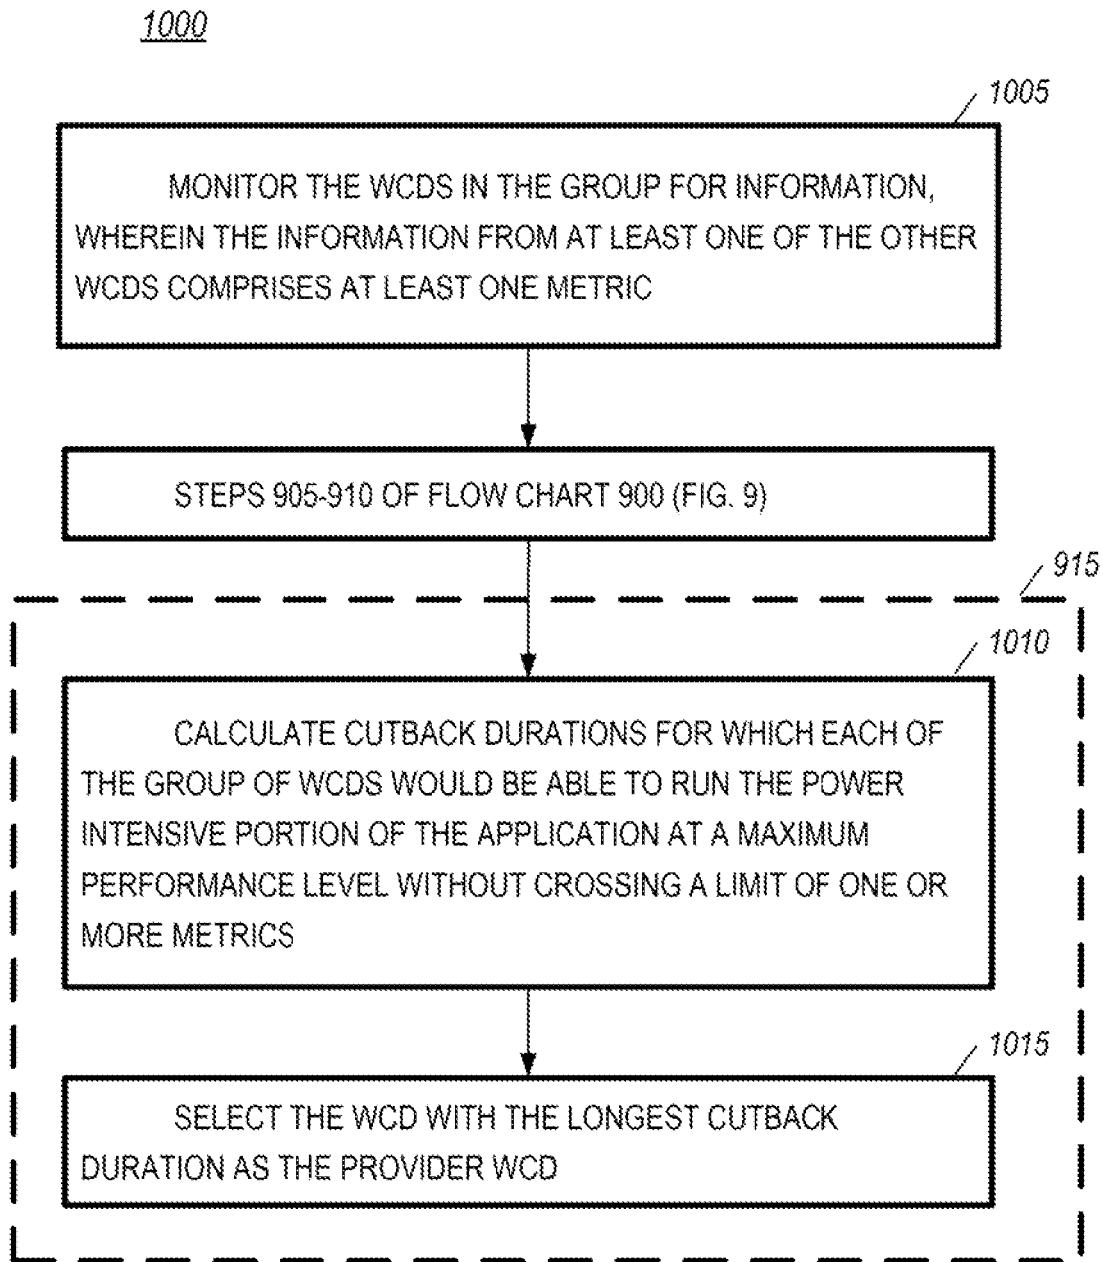 1000
1005
MONITOR THE WCDS IN THE GROUP FOR INFORMATION,
WHEREIN THE INFORMATION FROM AT LEAST ONE OF THE OTHER
WCDS COMPRISES AT LEAST ONE METRIC
STEPS 905-910 OF FLOW CHART 900 (FIG. 9)
915
1010
CALCULATE CUTBACK DURATIONS FOR WHICH EACH OF
THE GROUP OF WCDS WOULD BE ABLE TO RUN THE POWER
INTENSIVE PORTION OF THE APPLICATION AT A MAXIMUM
PERFORMANCE LEVEL WITHOUT CROSSING A LIMIT OF ONE OR
MORE METRICS
1015
SELECT THE WCD WITH THE LONGEST CUTBACK
DURATION AS THE PROVIDER WCD